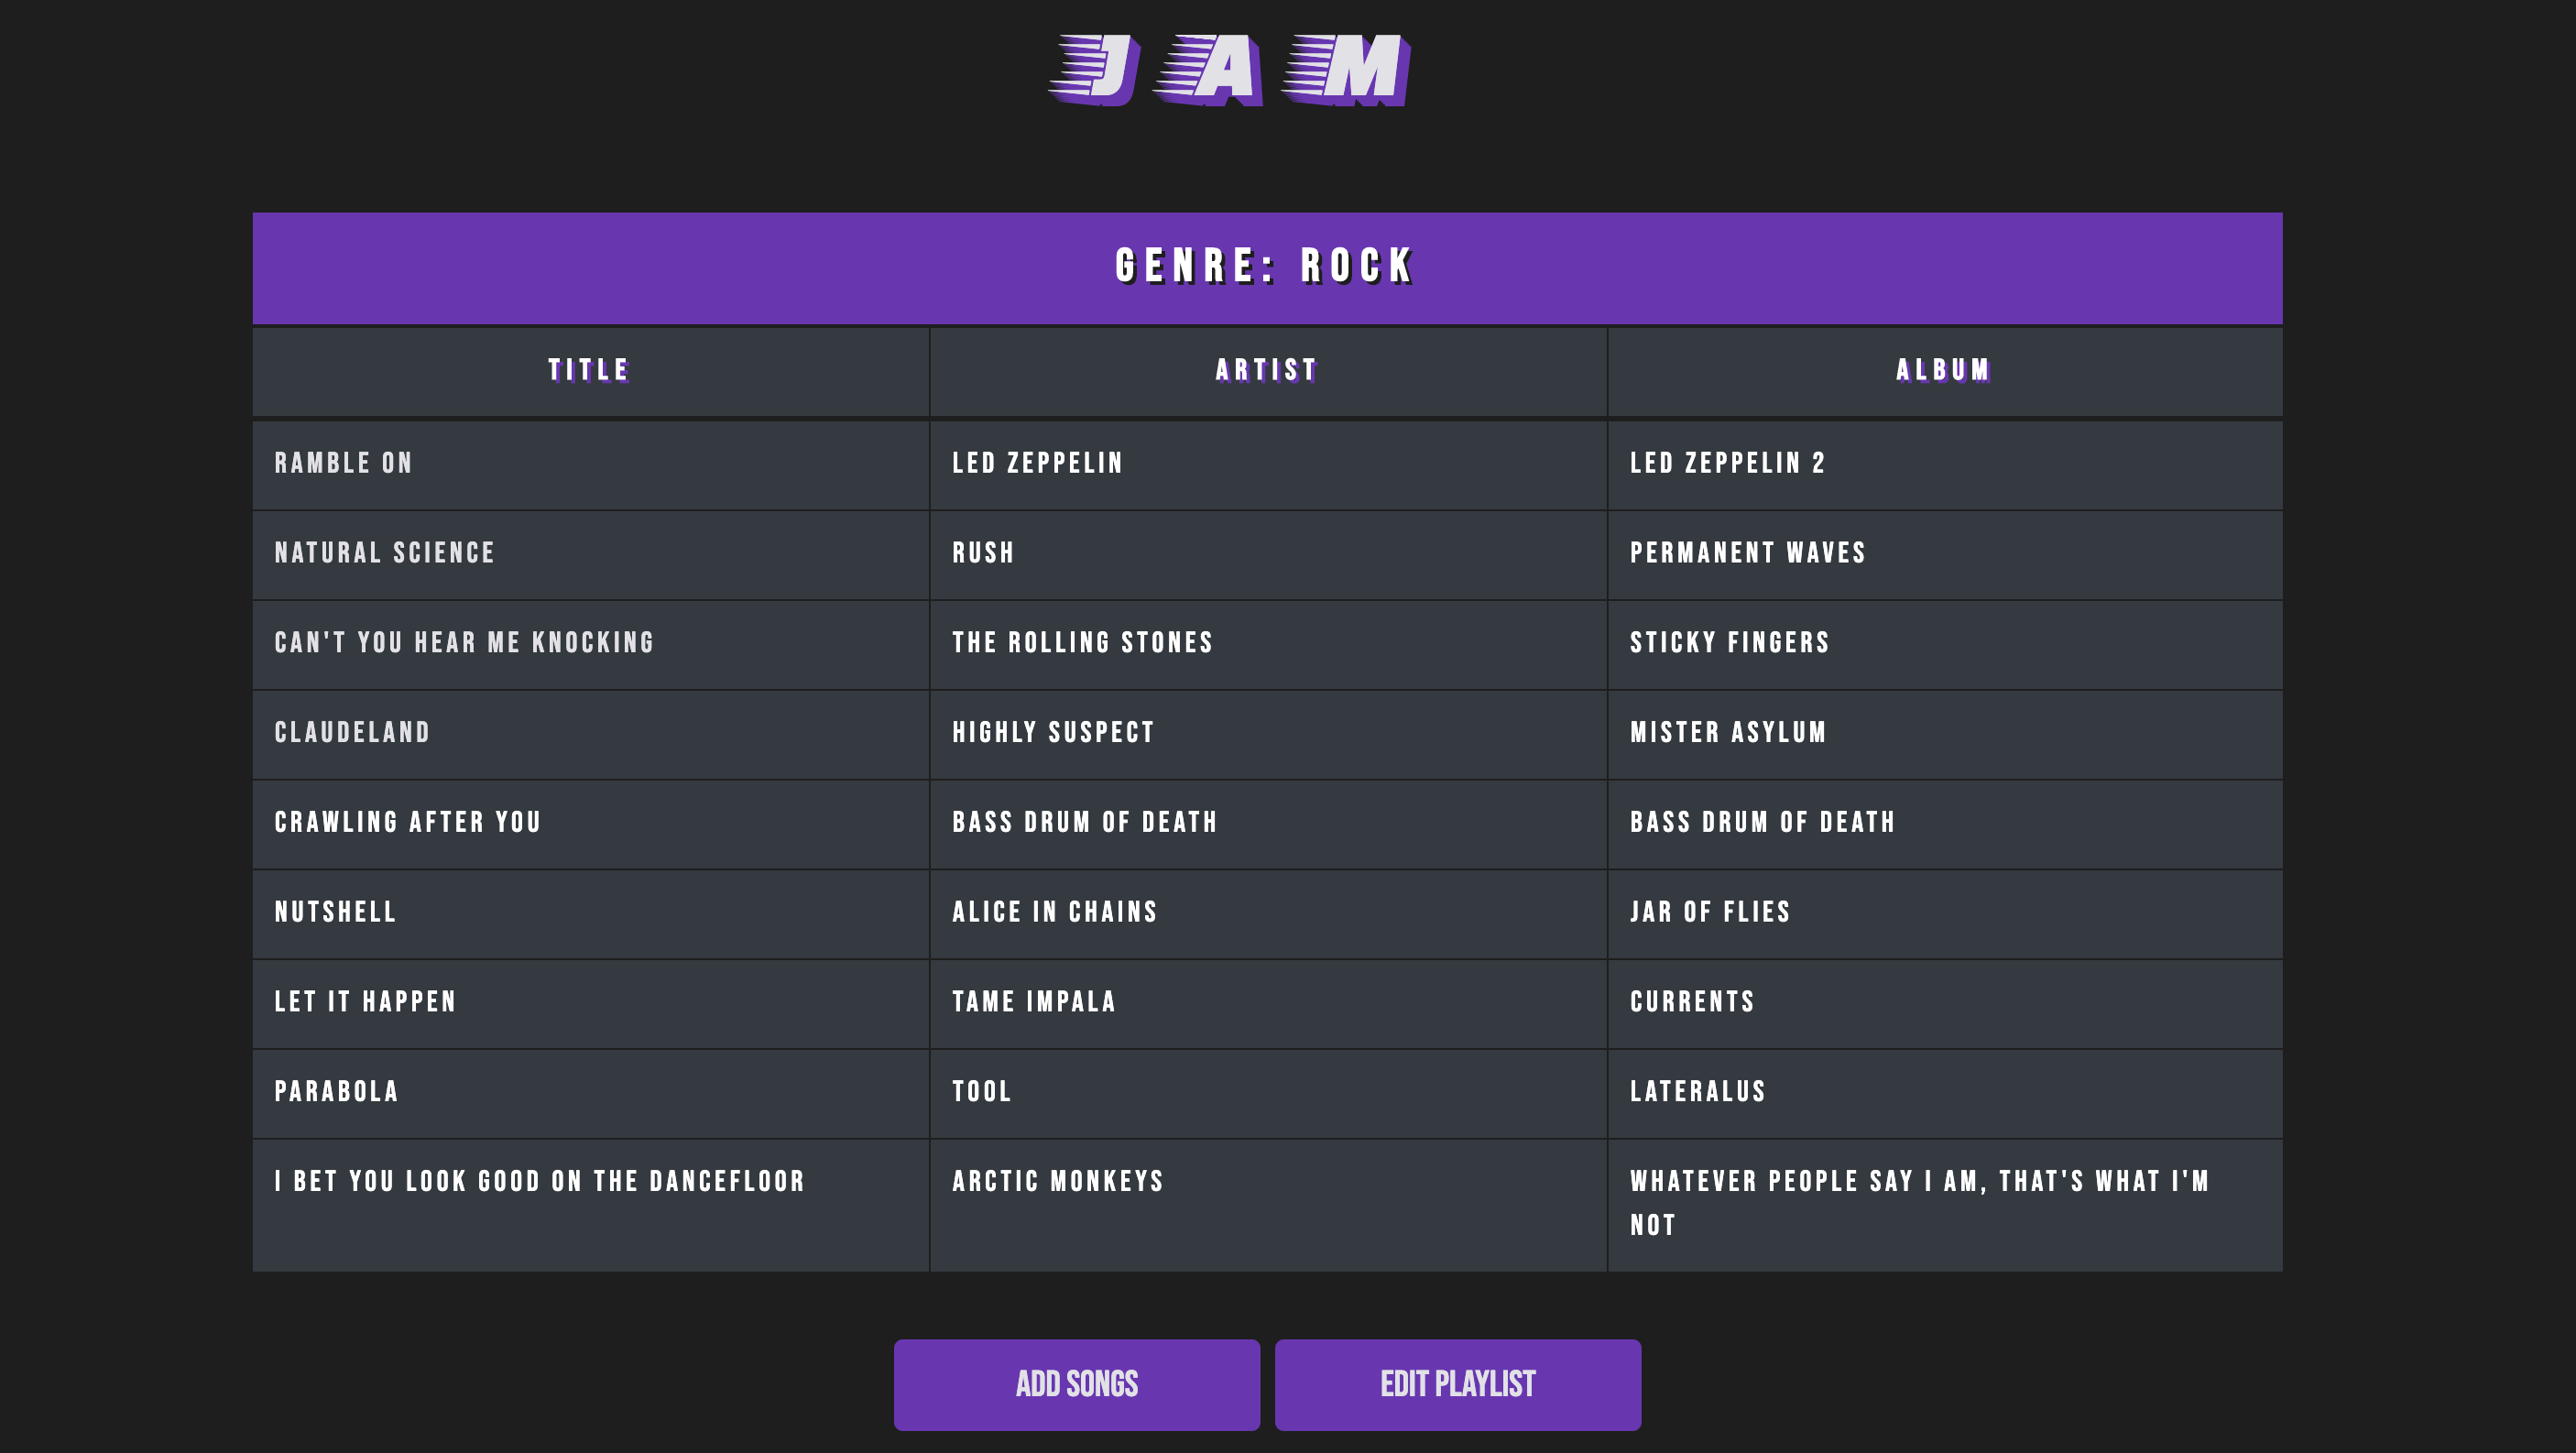 JAM
GENRE: ROCK
TITLE ARTIST ALBUM
RAMBLE ON LED ZEPPELIN LED ZEPPELIN 2
NATURAL SCIENCE RUSH PERMANENT WAVES
CAN'T YOU HEAR ME KNOCKING THE ROLLING STONES STICKY FINGERS
CLAUDELAND HIGHLY SUSPECT MISTER ASYLUM
CRAWLING AFTER YOU BASS DRUM OF DEATH BASS DRUM OF DEATH
NUTSHELL ALICE IN CHAINS JAR OF FLIES
LET IT HAPPEN TAME IMPALA CURRENTS
PARABOLA TOOL LATERALUS
I BET YOU LOOK GOOD ON THE DANCEFLOOR ARCTIC MONKEYS WHATEVER PEOPLE SAY I AM, THAT'S WHAT I'M
NOT
ADD SONGS EDIT PLAYLIST